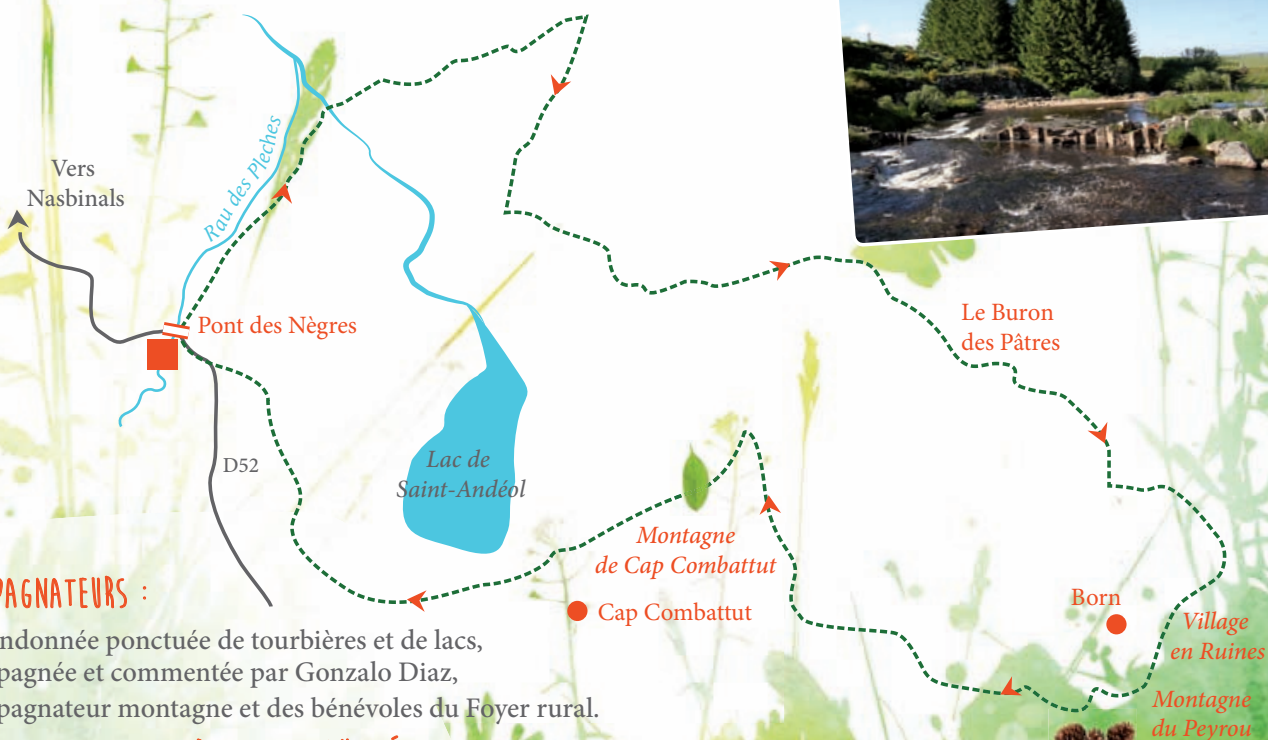 Vers
Nasbinals
Rau des Pleches
Pont des Nègres
D52
Lac de
Saint-Andéol
Le Buron
des Pâtres
Montagne
de Cap Combattut
Cap Combattut
Born
Village
en Ruines
Montagne
du Peyrou
PAGNATEURS :
ndonnée ponctuée de tourbières et de lacs,
pagnée et commentée par Gonzalo Diaz,
pagnateur montagne et des bénévoles du Foyer rural.